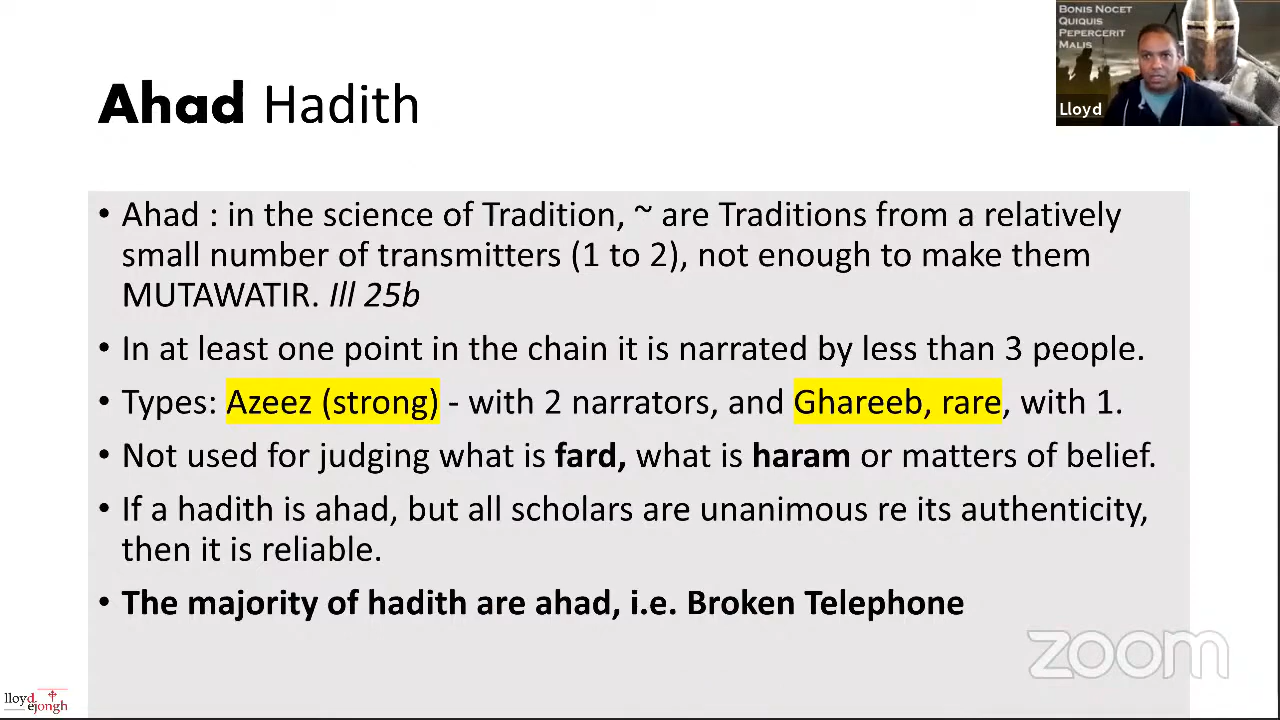 Bonis Nocet
Quiquis
Pepercerit
Malis
Lloyd
Ahad Hadith
• Ahad : in the science of Tradition, ~ are Traditions from a relatively
small number of transmitters (1 to 2), not enough to make them
MUTAWATIR. Ill 25b
• In at least one point in the chain it is narrated by less than 3 people.
• Types: Azeez (strong) - with 2 narrators, and Ghareeb, rare, with 1.
• Not used for judging what is fard, what is haram or matters of belief.
• If a hadith is ahad, but all scholars are unanimous re its authenticity,
then it is reliable.
• The majority of hadith are ahad, i.e. Broken Telephone
zoom
lloyd
ejongh